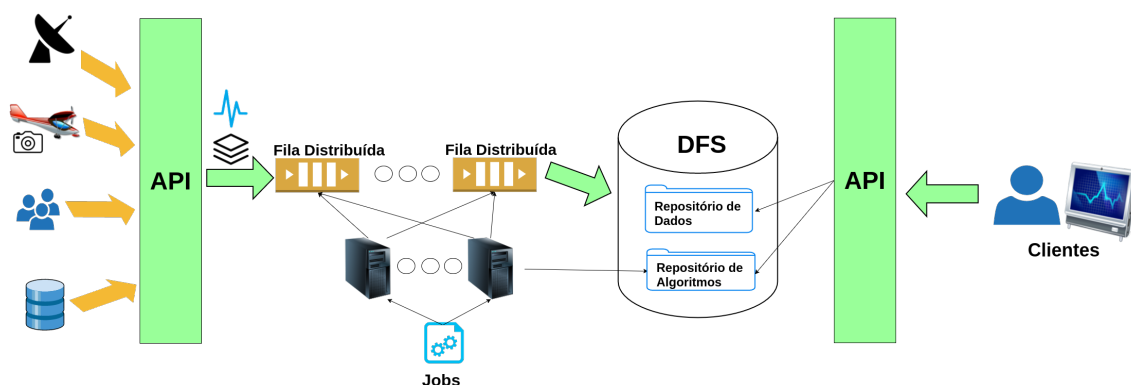 API
Fila Distribuída
Fila Distribuída
DFS
Repositório de
Dados
Repositório de
Algoritmos
API
Clientes
Jobs